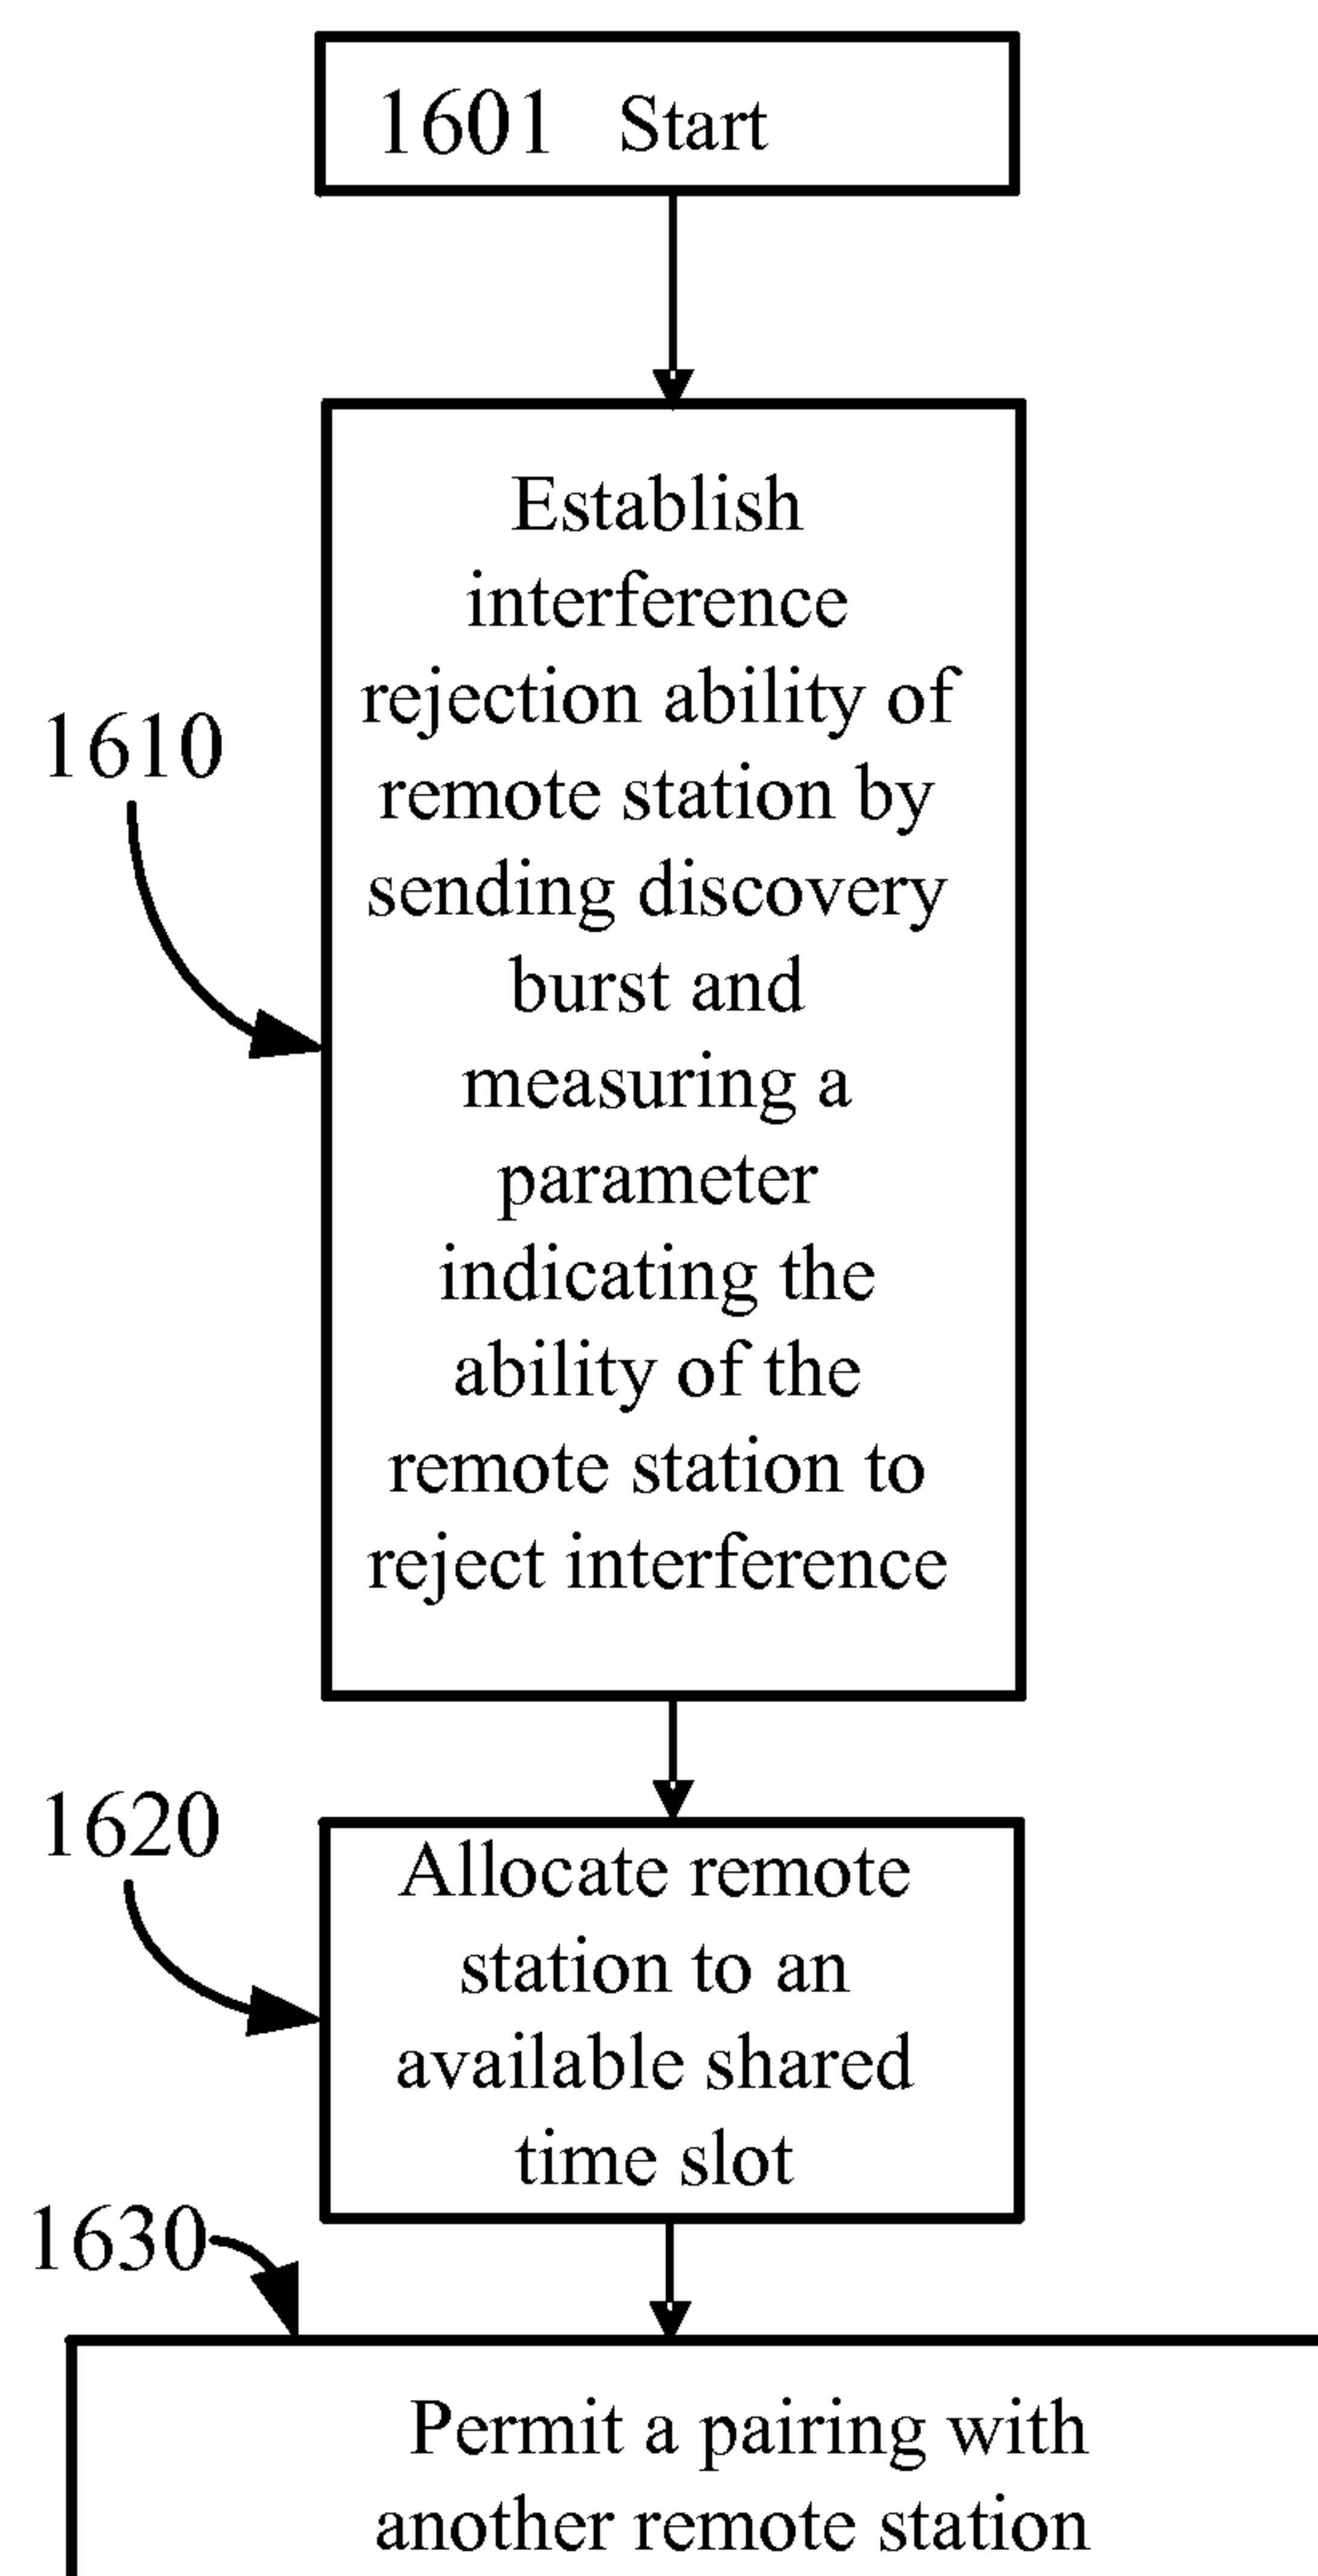 1601 Start
Establish
interference
rejection ability of
remote station by
sending discovery
burst and
measuring a
parameter
indicating the
ability of the
remote station to
reject interference
1610
1620
Allocate remote
station to an
available shared
time slot
1630
Permit a pairing with
another remote station